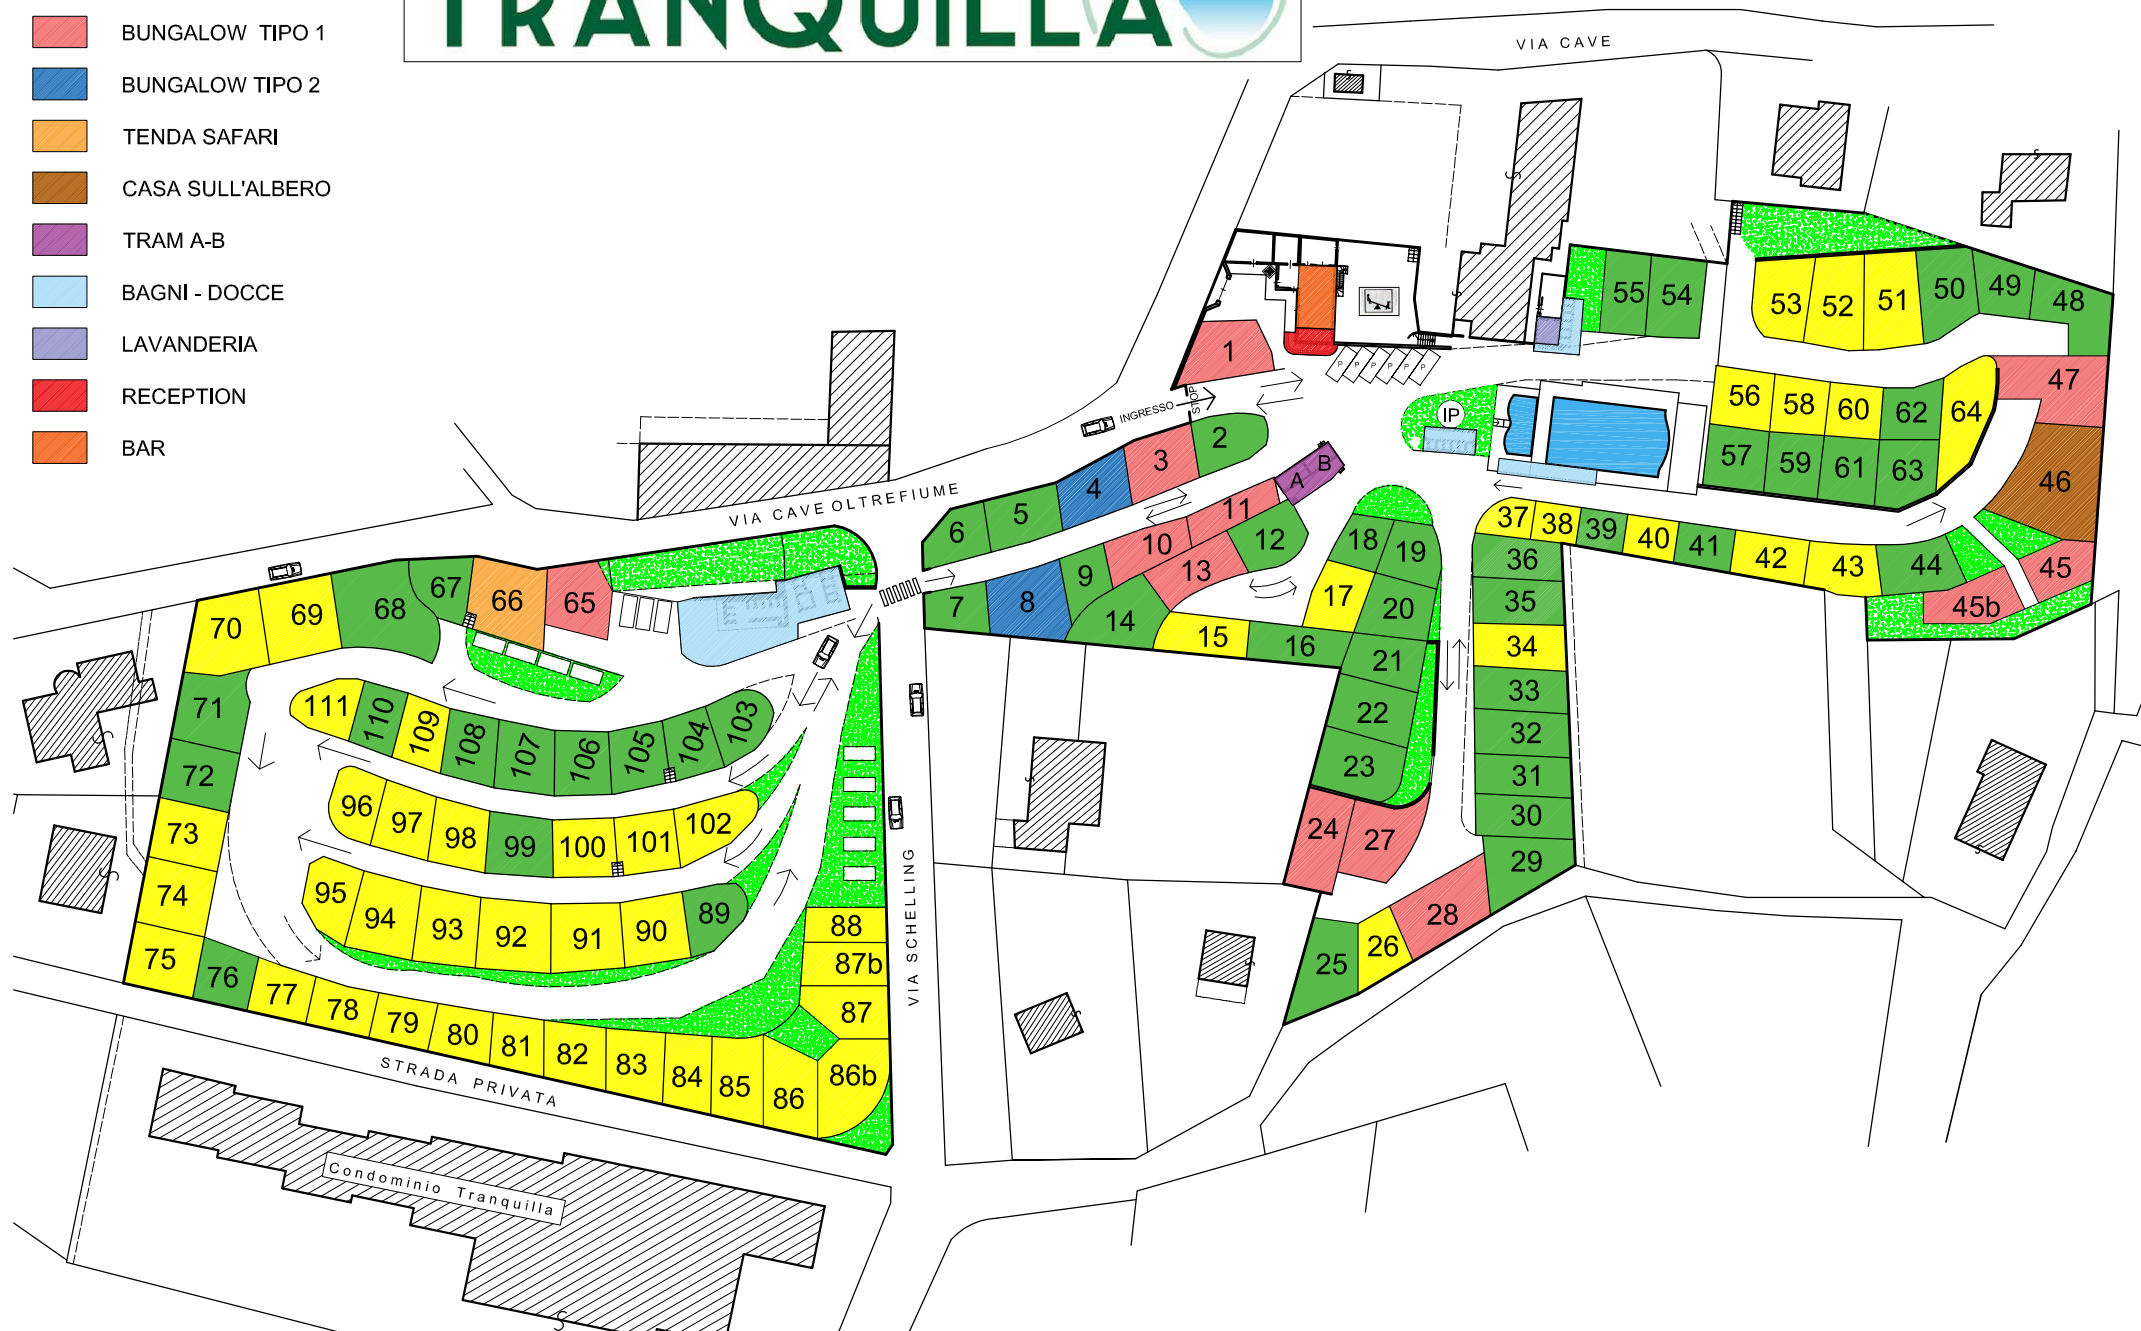 TRANQUILLA
BUNGALOW TIPO 1
BUNGALOW TIPO 2
TENDA SAFARI
CASA SULL'ALBERO
TRAM A-B
BAGNI - DOCCE
LAVANDERIA
RECEPTION
BAR
VIA CAVE
55 54
53 52 51 50 49 48
1
P P P P P P
STOP
INGRESSO
IP
47
56 58 60 62 64
57 59 61 63
46
2
3
4
5
6
A B
VIA CAVE OLTREFIUME
11
10
12
13
9
8
7
14
15
16
17
18
19
20
21
22
23
24
27
28
25
26
37 38 39 40 41 42 43 44
45
45b
36
35
34
33
32
31
30
29
70 69 68 67 66 65
71
72
73
74
75
111 110 109 108 107 106 105 104 103
96 97 98 99 100 101 102
95 94 93 92 91 90 89
88
87b
87
86b
76 77 78 79 80 81 82 83 84 85 86
VIA SCHELLING
STRADA PRIVATA
Condominio Tranquilla